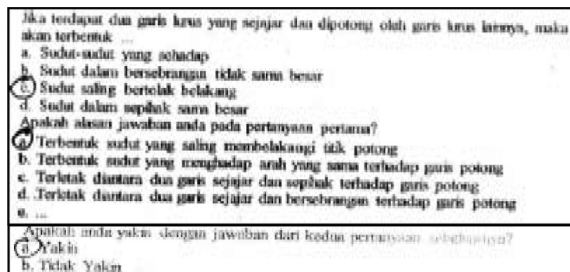 Jika terdapat dua garis lurus yang sejajar dan dipotong oleh garis lurus lainnya, maka
akan terbentuk ...
a. Sudut-sudut yang sehadap
b. Sudut dalam bersebrangan tidak sama besar
c. Sudut saling bertolak belakang
d. Sudut dalam sepihak sama besar
Apakah alasan jawaban anda pada pertanyaan pertama?
a. Terbentuk sudut yang saling membelakangi titik potong
b. Terbentuk sudut yang menghadap arah yang sama terhadap garis potong
c. Terletak diantara dua garis sejajar dan sepihak terhadap garis potong
d. Terletak diantara dua garis sejajar dan bersebrangan terhadap garis potong
e. ...
Apakah anda yakin dengan jawaban dari kedua pertanyaan sebelumnya?
a. Yakin
b. Tidak Yakin